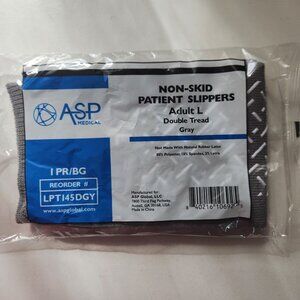 ASP
MEDICAL
NON-SKID
PATIENT SLIPPERS
Adult L
Double Tread
Gray
Not Made With Natural Rubber Latex
1 PR/BG
REORDER #
LPT145DGY
www.aspglobal.com
Manufactured for:
ASP Global, LLC
Made in China